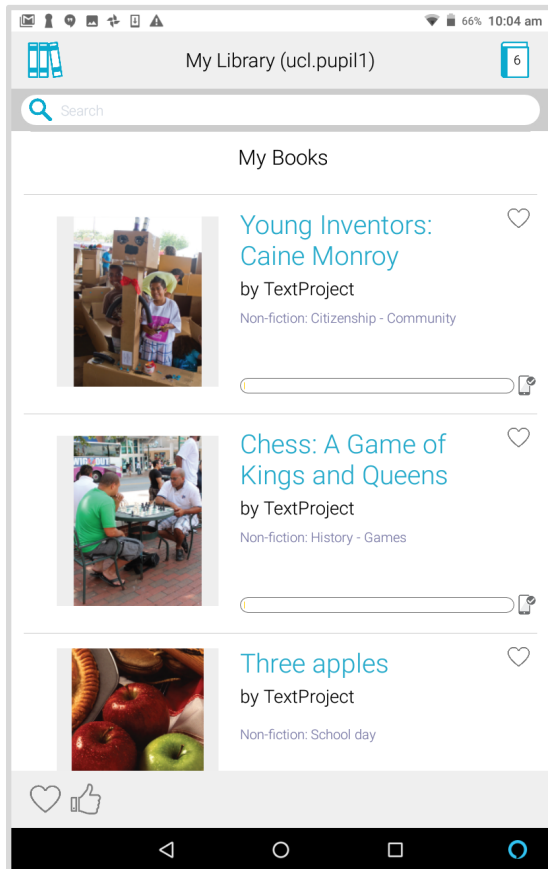 66% 10:04 am
My Library (ucl.pupil1)
6
Search
My Books
Young Inventors:
Caine Monroy
by TextProject
Non-fiction: Citizenship - Community
Chess: A Game of
Kings and Queens
by TextProject
Non-fiction: History - Games
Three apples
by TextProject
Non-fiction: School day